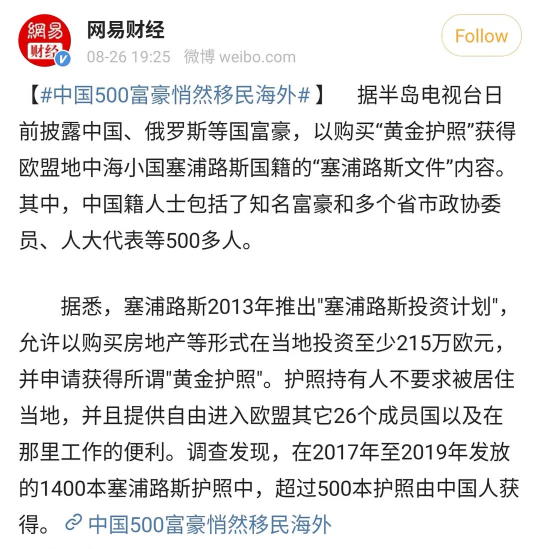 網易
财经
网易财经
08-26 19:25 微博 weibo.com
Follow
【#中国500富豪悄然移民海外# 】 据半岛电视台日
前披露中国、俄罗斯等国富豪，以购买“黄金护照”获得
欧盟地中海小国塞浦路斯国籍的“塞浦路斯文件”内容。
其中，中国籍人士包括了知名富豪和多个省市政协委
员、人大代表等500多人。
据悉，塞浦路斯2013年推出"塞浦路斯投资计划"，
允许以购买房地产等形式在当地投资至少215万欧元，
并申请获得所谓"黄金护照"。护照持有人不要求被居住
当地，并且提供自由进入欧盟其它26个成员国以及在
那里工作的便利。调查发现，在2017年至2019年发放
的1400本塞浦路斯护照中，超过500本护照由中国人获
得。 中国500富豪悄然移民海外